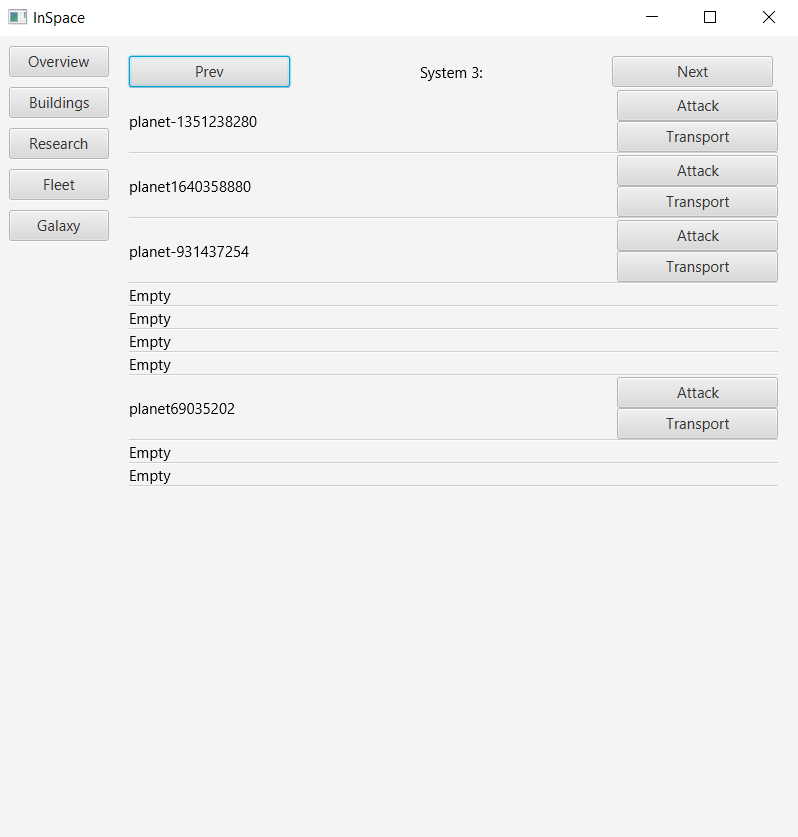 InSpace
Overview
Buildings
Research
Fleet
Galaxy
Prev
System 3:
Next
planet-1351238280
Attack
Transport
planet1640358880
Attack
Transport
planet-931437254
Attack
Transport
Empty
Empty
Empty
Empty
planet69035202
Attack
Transport
Empty
Empty